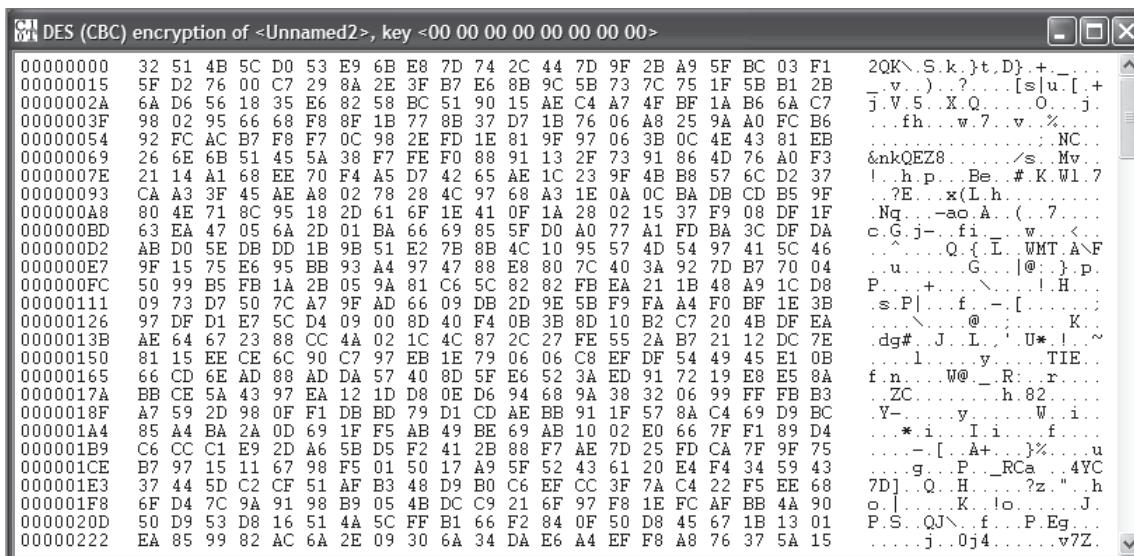 DES (CBC) encryption of <Unnamed2>, key <00 00 00 00 00 00 00 00>
00000000 32 51 4B 5C D0 53 E9 6B E8 7D 74 2C 44 7D 9F 2B A9 5F BC 03 F1 2QK\.S.k.}t,D}.+._...
00000015 5F D2 76 00 C7 29 8A 2E 3F B7 E6 8B 9C 5B 73 7C 75 1F 5B B1 2B _.v..)..?....[s|u.[.+
0000002A 6A D6 56 18 35 E6 82 58 BC 51 90 15 AE C4 A7 4F BF 1A B6 6A C7 j.V.5..X.Q.....O...j.
0000003F 98 02 95 66 68 F8 8F 1B 77 8B 37 D7 1B 76 06 A8 25 9A A0 FC B6 ...fh...w.7..v..%....
00000054 92 FC AC B7 F8 F7 0C 98 2E FD 1E 81 9F 97 06 3B 0C 4E 43 81 EB ...............;.NC..
00000069 26 6E 6B 51 45 5A 38 F7 FE F0 88 91 13 2F 73 91 86 4D 76 A0 F3 &nkQEZ8....../s..Mv..
0000007E 21 14 A1 68 EE 70 F4 A5 D7 42 65 AE 1C 23 9F 4B B8 57 6C D2 37 !..h.p...Be..#.K.Wl.7
00000093 CA A3 3F 45 AE A8 02 78 28 4C 97 68 A3 1E 0A 0C BA DB CD B5 9F ..?E...x(L.h.........
000000A8 80 4E 71 8C 95 18 2D 61 6F 1E 41 0F 1A 28 02 15 37 F9 08 DF 1F .Nq...-ao.A..(..7....
000000BD 63 EA 47 05 6A 2D 01 BA 66 69 85 5F D0 A0 77 A1 FD BA 3C DF DA c.G.j-..fi._..w...<..
000000D2 AB D0 5E DB DD 1B 9B 51 E2 7B 8B 4C 10 95 57 4D 54 97 41 5C 46 ..^....Q.{.L..WMT.A\F
000000E7 9F 15 75 E6 95 BB 93 A4 97 47 88 E8 80 7C 40 3A 92 7D B7 70 04 ..u......G...|@:.}.p.
000000FC 50 99 B5 FB 1A 2B 05 9A 81 C6 5C 82 82 FB EA 21 1B 48 A9 1C D8 P....+....\....!.H...
00000111 09 73 D7 50 7C A7 9F AD 66 09 DB 2D 9E 5B F9 FA A4 F0 BF 1E 3B .s.P|...f..-.[......;
00000126 97 DF D1 E7 5C D4 09 00 8D 40 F4 0B 3B 8D 10 B2 C7 20 4B DF EA ....\....@..;.... K..
0000013B AE 64 67 23 88 CC 4A 02 1C 4C 87 2C 27 FE 55 2A B7 21 12 DC 7E .dg#..J..L.,'.U*.!..~
00000150 81 15 EE CE 6C 90 C7 97 EB 1E 79 06 06 C8 EF DF 54 49 45 E1 0B ....l.....y.....TIE..
00000165 66 CD 6E AD 88 AD DA 57 40 8D 5F E6 52 3A ED 91 72 19 E8 E5 8A f.n....W@._.R:..r....
0000017A BB CE 5A 43 97 EA 12 1D D8 0E D6 94 68 9A 38 32 06 99 FF FB B3 ..ZC........h.82.....
0000018F A7 59 2D 98 0F F1 DB BD 79 D1 CD AE BB 91 1F 57 8A C4 69 D9 BC .Y-.....y......W..i..
000001A4 85 A4 BA 2A 0D 69 1F F5 AB 49 BE 69 AB 10 02 E0 66 7F F1 89 D4 ...*.i...I.i....f....
000001B9 C6 CC C1 E9 2D A6 5B D5 F2 41 2B 88 F7 AE 7D 25 FD CA 7F 9F 75 ....-.[..A+...}%....u
000001CE B7 97 15 11 67 98 F5 01 50 17 A9 5F 52 43 61 20 E4 F4 34 59 43 ....g...P.._RCa ..4YC
000001E3 37 44 5D C2 CF 51 AF B3 48 D9 B0 C6 EF CC 3F 7A C4 22 F5 EE 68 7D]..Q..H.....?z."..h
000001F8 6F D4 7C 9A 91 98 B9 05 4B DC C9 21 6F 97 F8 1E FC AF BB 4A 90 o.|.....K..!o......J.
0000020D 50 D9 53 D8 16 51 4A 5C FF B1 66 F2 84 0F 50 D8 45 67 1B 13 01 P.S..QJ\..f...P.Eg...
00000222 EA 85 99 82 AC 6A 2E 09 30 6A 34 DA E6 A4 EF F8 A8 76 37 5A 15 .....j..0j4......v7Z.